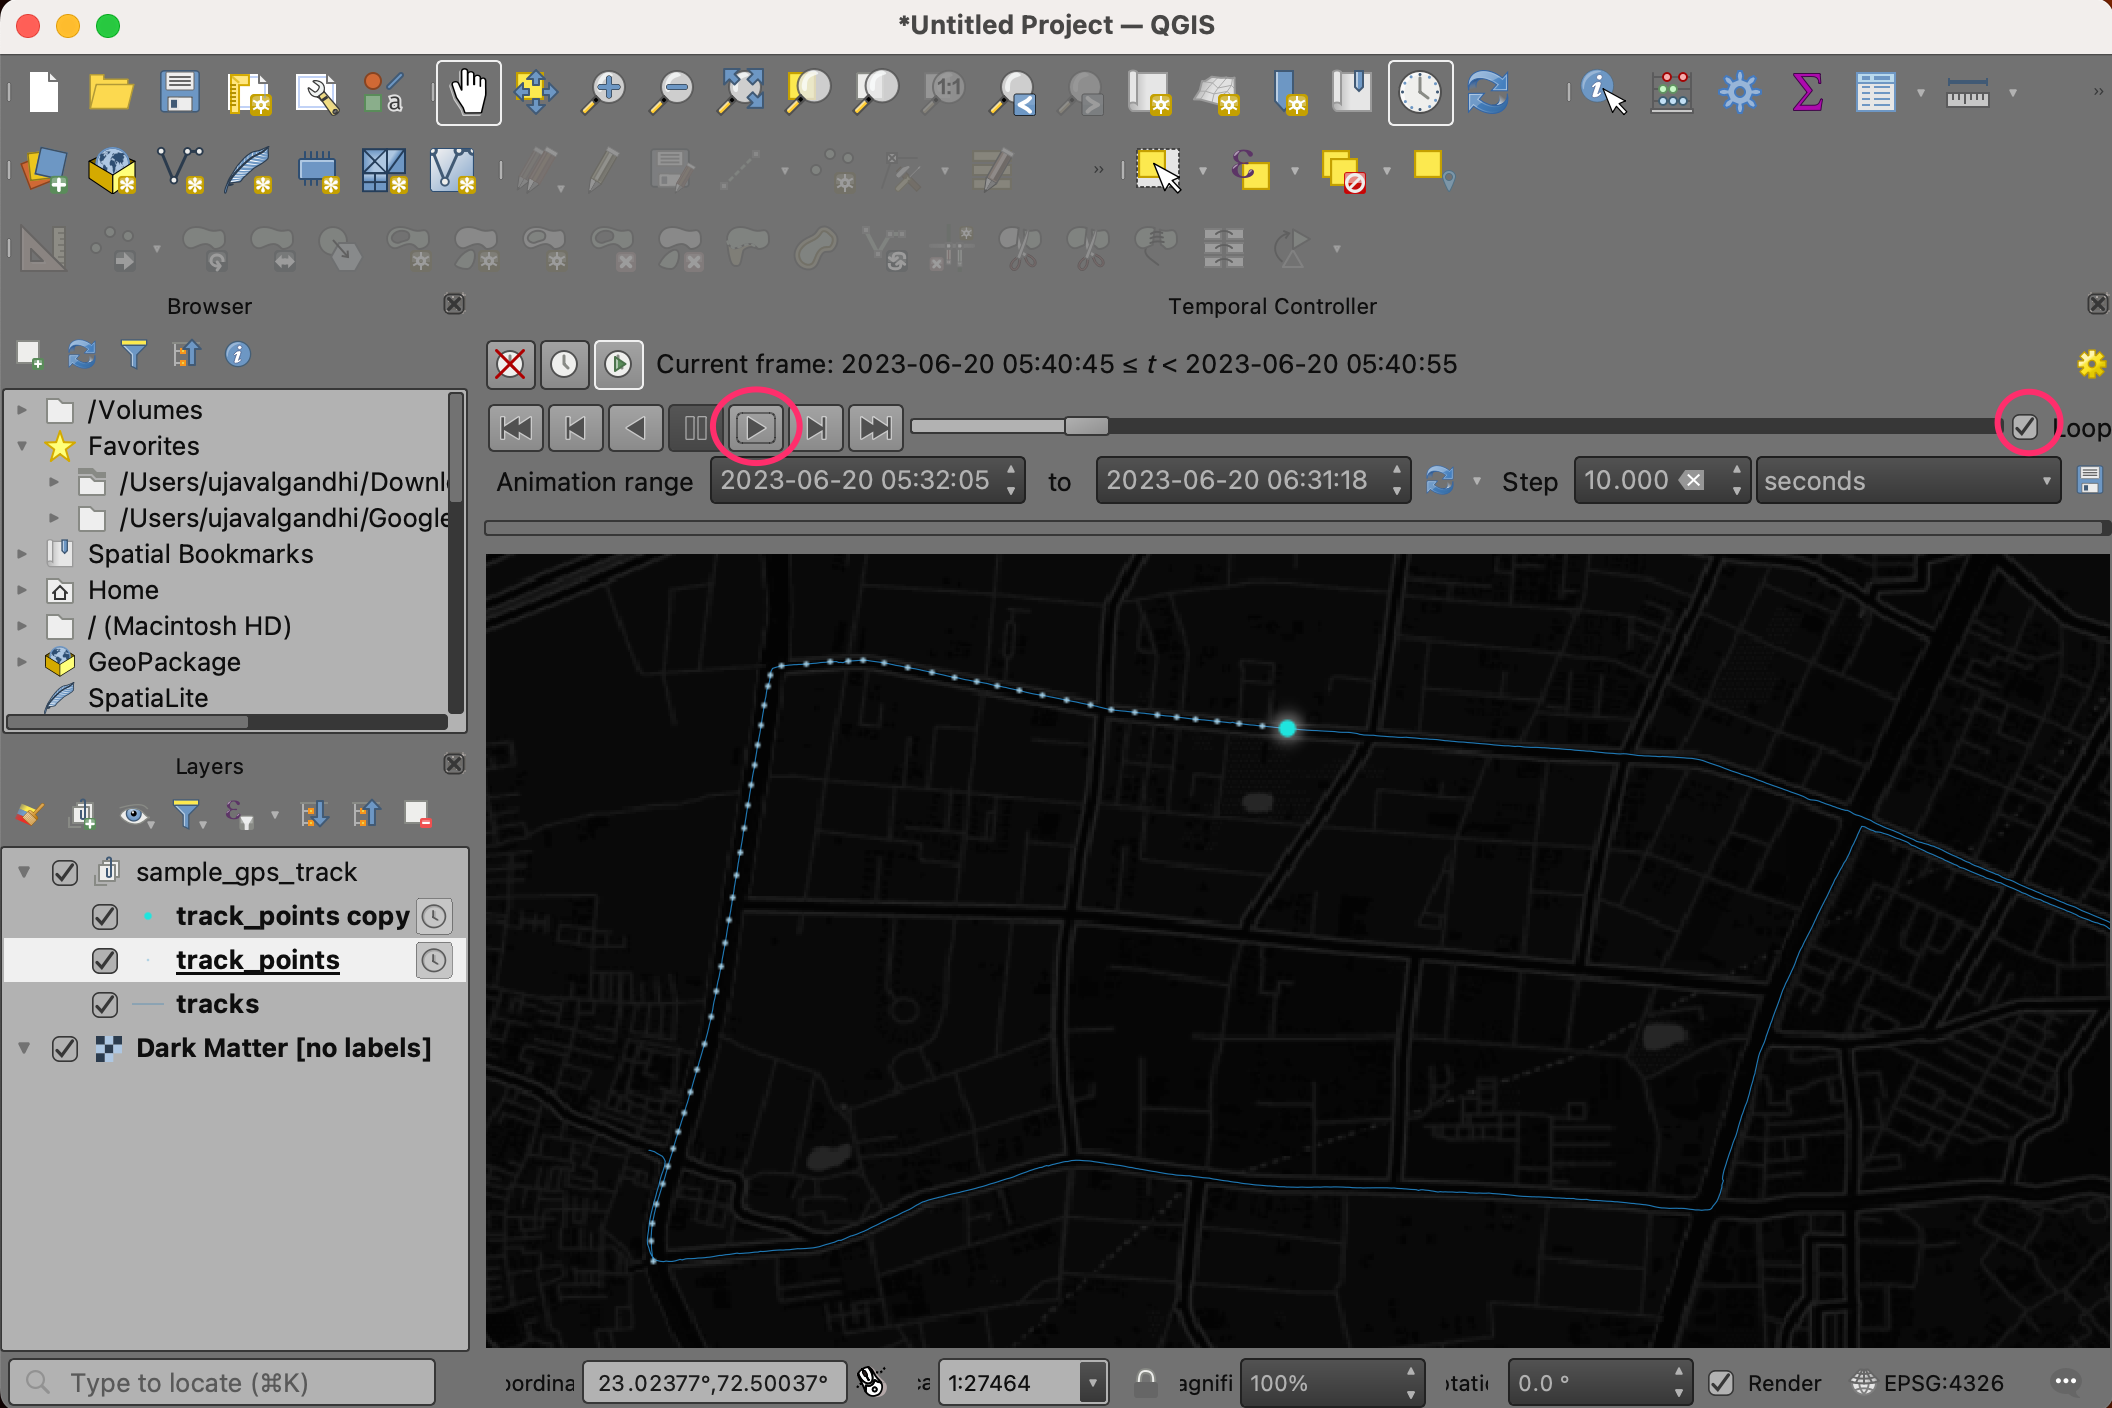 *Untitled Project — QGIS
a
1:1
Browser
Temporal Controller
Current frame: 2023-06-20 05:40:45 ≤ t < 2023-06-20 05:40:55
/Volumes
Favorites
/Users/ujavalgandhi/Downl
/Users/ujavalgandhi/Google
Spatial Bookmarks
Home
/ (Macintosh HD)
GeoPackage
SpatiaLite
Loop
Animation range 2023-06-20 05:32:05 to 2023-06-20 06:31:18 Step 10.000 seconds
Layers
sample_gps_track
track_points copy
track_points
tracks
Dark Matter [no labels]
Type to locate (⌘K)
oordina 23.02377°,72.50037° 1:27464 agnifi 100% otatio 0.0 ° Render EPSG:4326